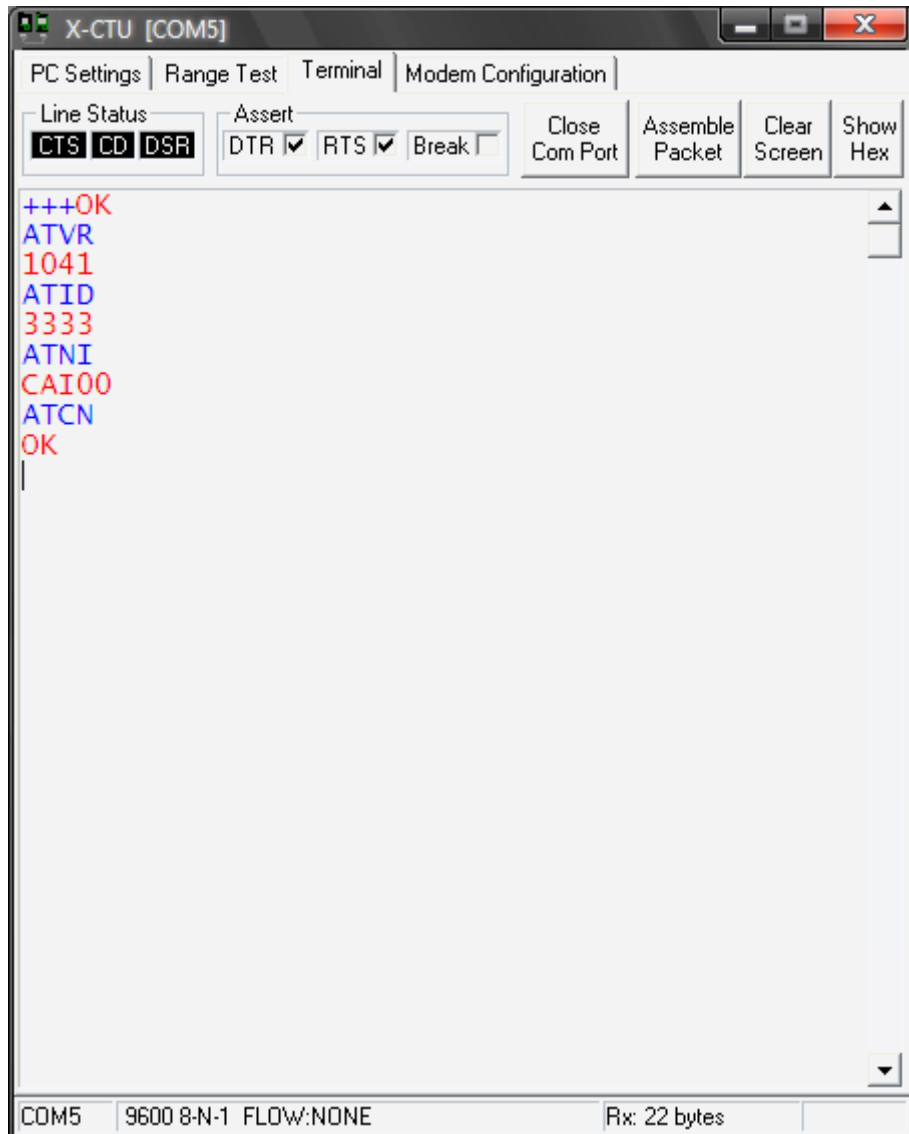 X-CTU [COM5]
PC Settings Range Test Terminal Modem Configuration
Line Status Assert
CTS CD DSR DTR RTS Break Close Com Port Assemble Packet Clear Screen Show Hex
+++OK
ATVR
1041
ATID
3333
ATNI
CAI00
ATCN
OK
COM5 9600 8-N-1 FLOW:NONE Rx: 22 bytes